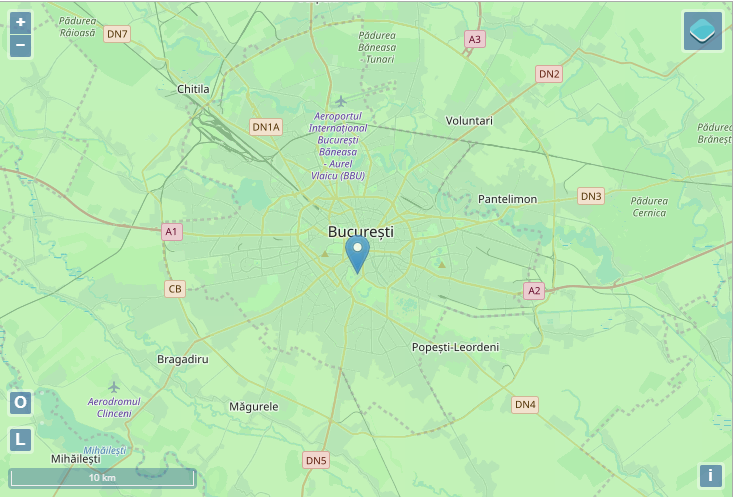 +
−
Pădurea
Râioasă
DN7
Pădurea
Băneasa
- Tunari
A3
DN2
Chitila
DN1A
Aeroportul
Internațional
București
Băneasa
- Aurel
Vlaicu (BBU)
Voluntari
Pădurea
Brănești
Pantelimon
DN3
Pădurea
Cernica
A1
București
CB
A2
Bragadiru
Popești-Leordeni
Aerodromul
Clinceni
Măgurele
DN4
O
L
Mihăilești
Mihăilești
DN5
10 km
i